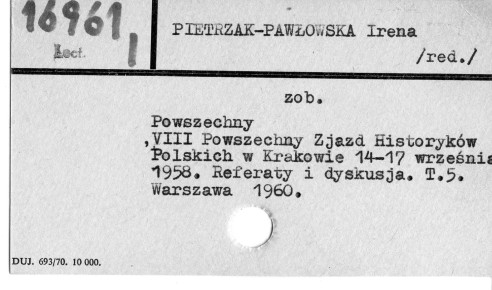 16961,
Lect. I
PIETRZAK-PAWŁOWSKA Irena
/red./
zob.
Powszechny
,VIII Powszechny Zjazd Historyków
Polskich w Krakowie 14-17 września
1958. Referaty i dyskusja. T.5.
Warszawa 1960.
DUJ. 693/70. 10 000.